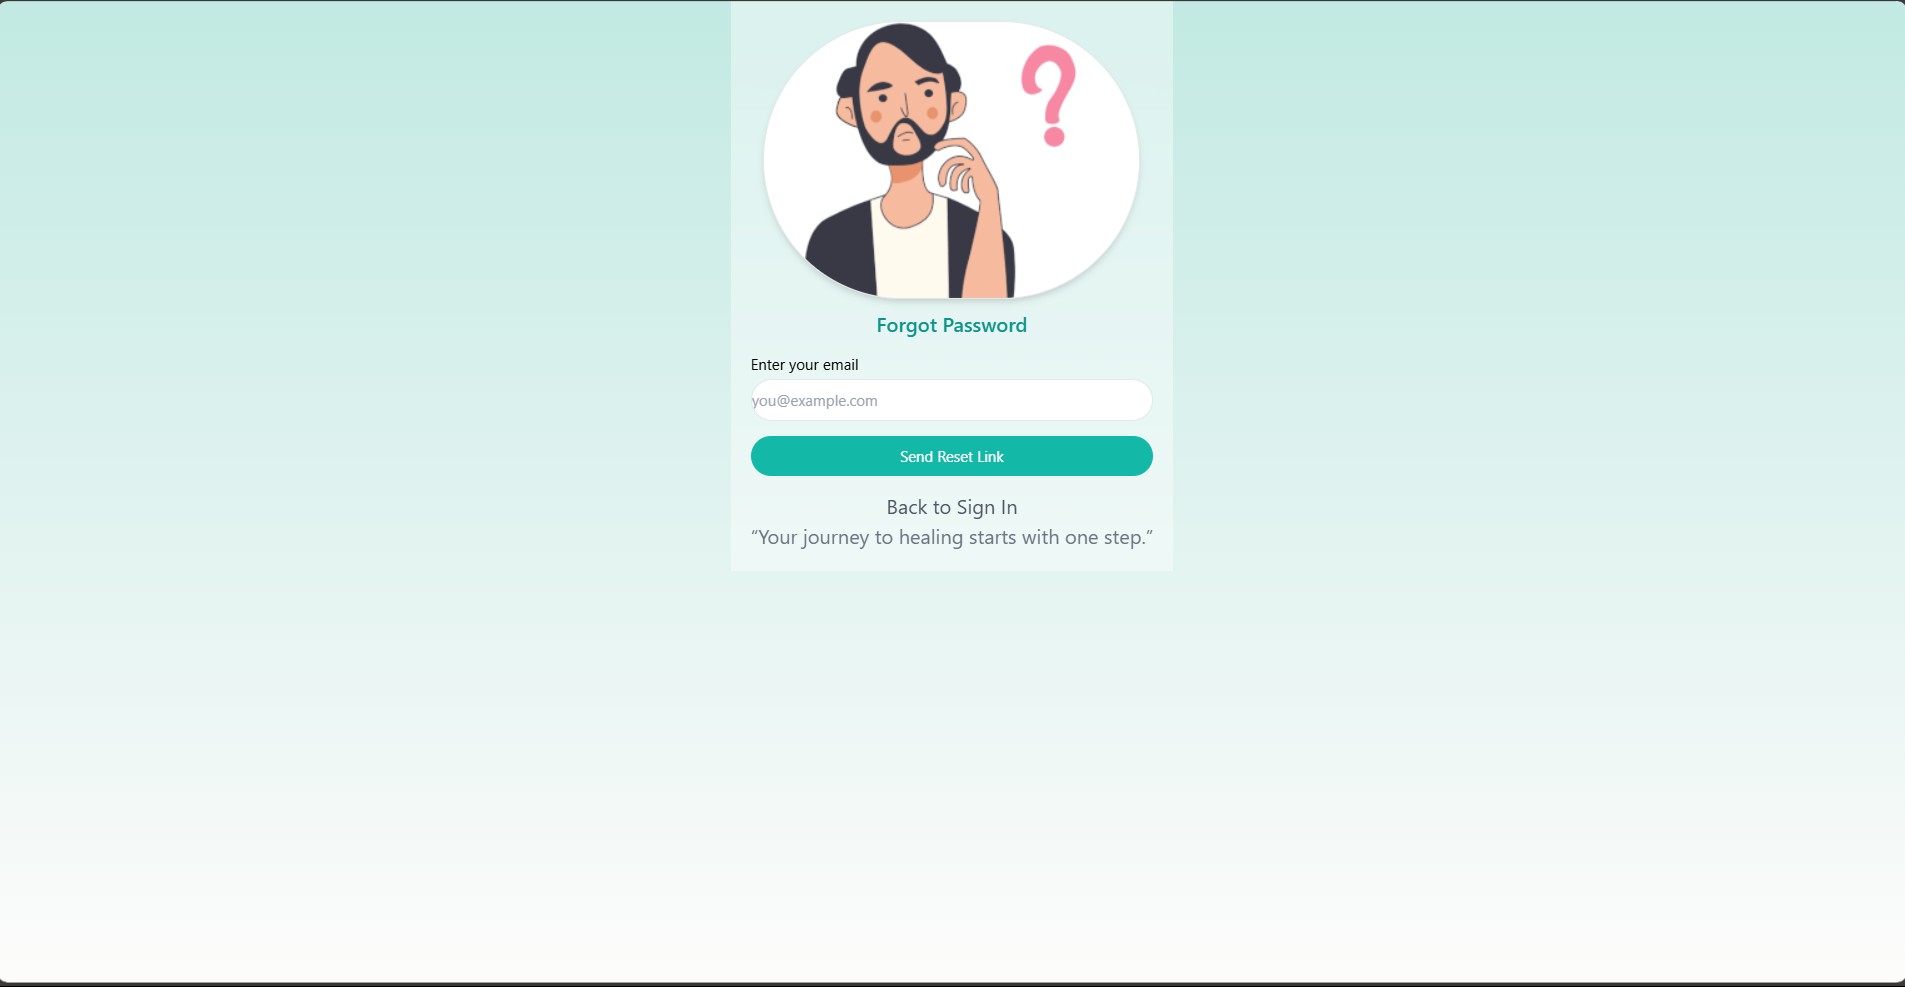 Forgot Password
Enter your email
you@example.com
Send Reset Link
Back to Sign In
“Your journey to healing starts with one step.”